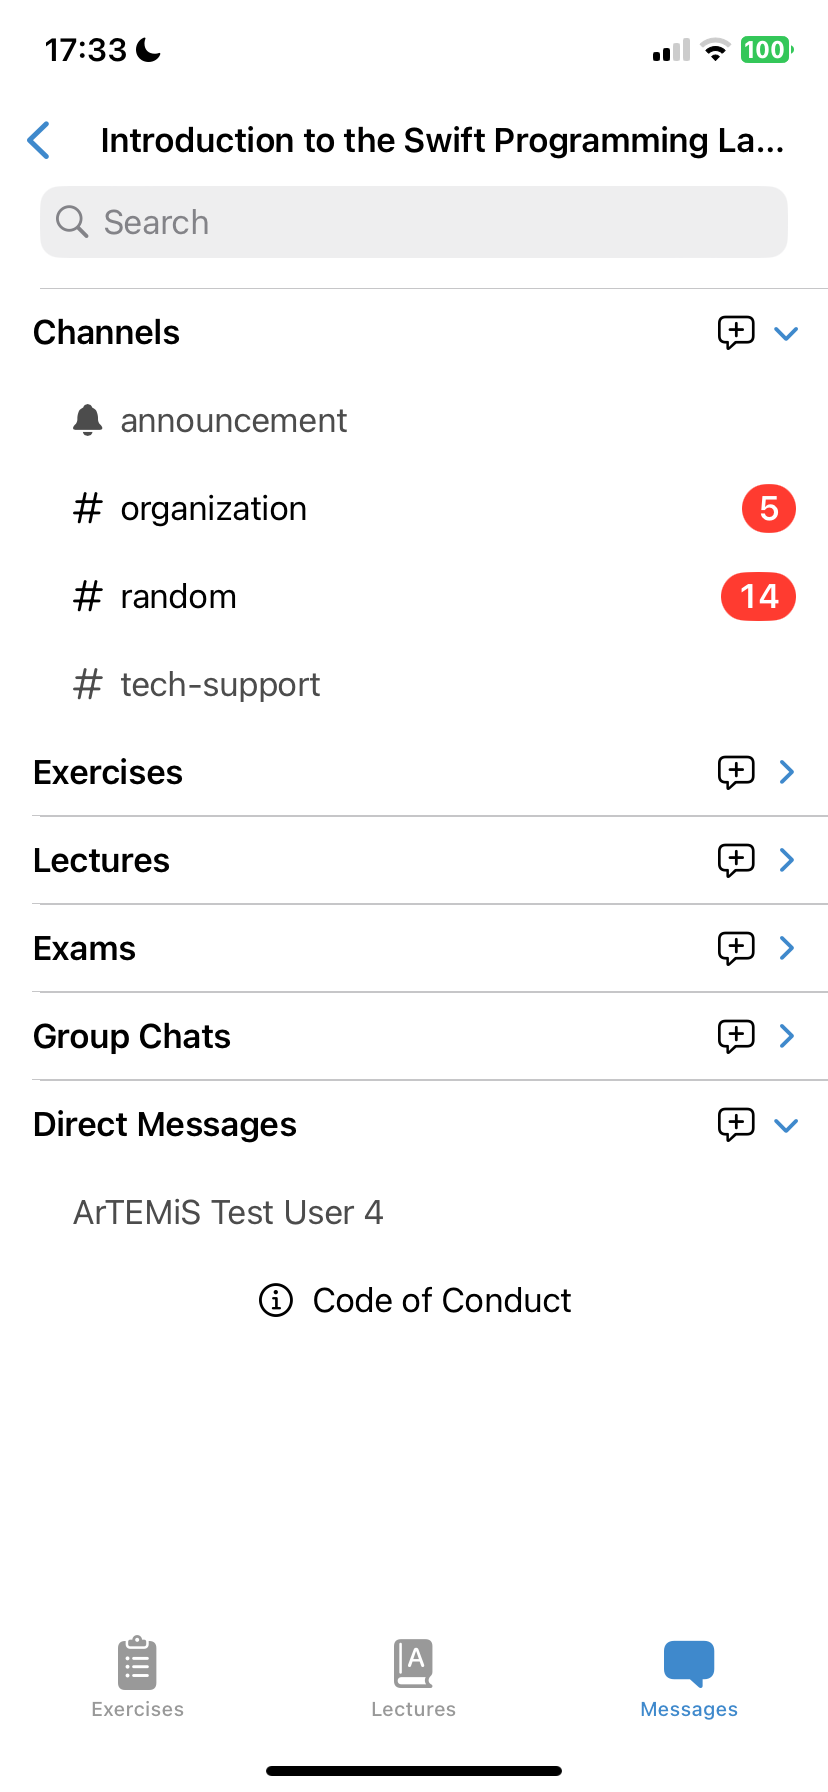 17:33
100
Introduction to the Swift Programming La...
Search
Channels
announcement
# organization
5
# random
14
# tech-support
Exercises
Lectures
Exams
Group Chats
Direct Messages
ArTEMiS Test User 4
Code of Conduct
Exercises
Lectures
Messages